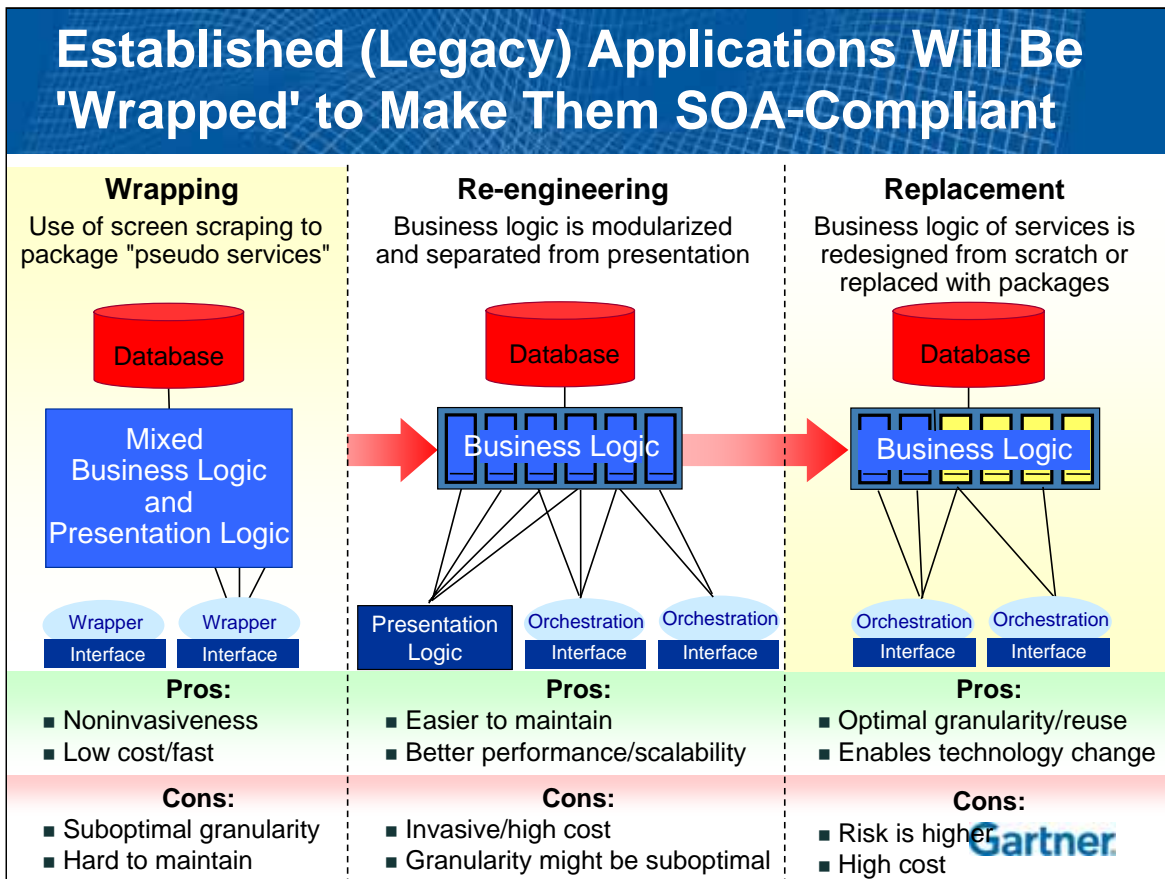 Established (Legacy) Applications Will Be
'Wrapped' to Make Them SOA-Compliant
Wrapping
Use of screen scraping to
package "pseudo services"
Database
Mixed
Business Logic
and
Presentation Logic
Wrapper
Interface
Wrapper
Interface
Pros:
■ Noninvasiveness
■ Low cost/fast
Cons:
■ Suboptimal granularity
■ Hard to maintain
Re-engineering
Business logic is modularized
and separated from presentation
Database
Business Logic
Presentation
Logic
Orchestration
Interface
Orchestration
Interface
Pros:
■ Easier to maintain
■ Better performance/scalability
Cons:
■ Invasive/high cost
■ Granularity might be suboptimal
Replacement
Business logic of services is
redesigned from scratch or
replaced with packages
Database
Business Logic
Orchestration
Interface
Orchestration
Interface
Pros:
■ Optimal granularity/reuse
■ Enables technology change
Cons:
■ Risk is higher
■ High cost
Gartner.